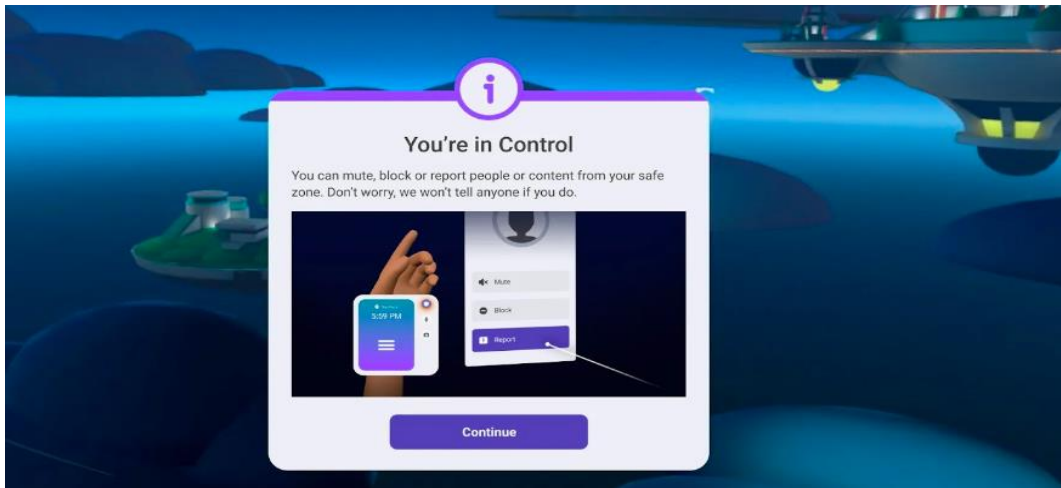 You're in Control
You can mute, block or report people or content from your safe
zone. Don't worry, we won't tell anyone if you do.
Mute
5:59 PM
Block
Report
Continue